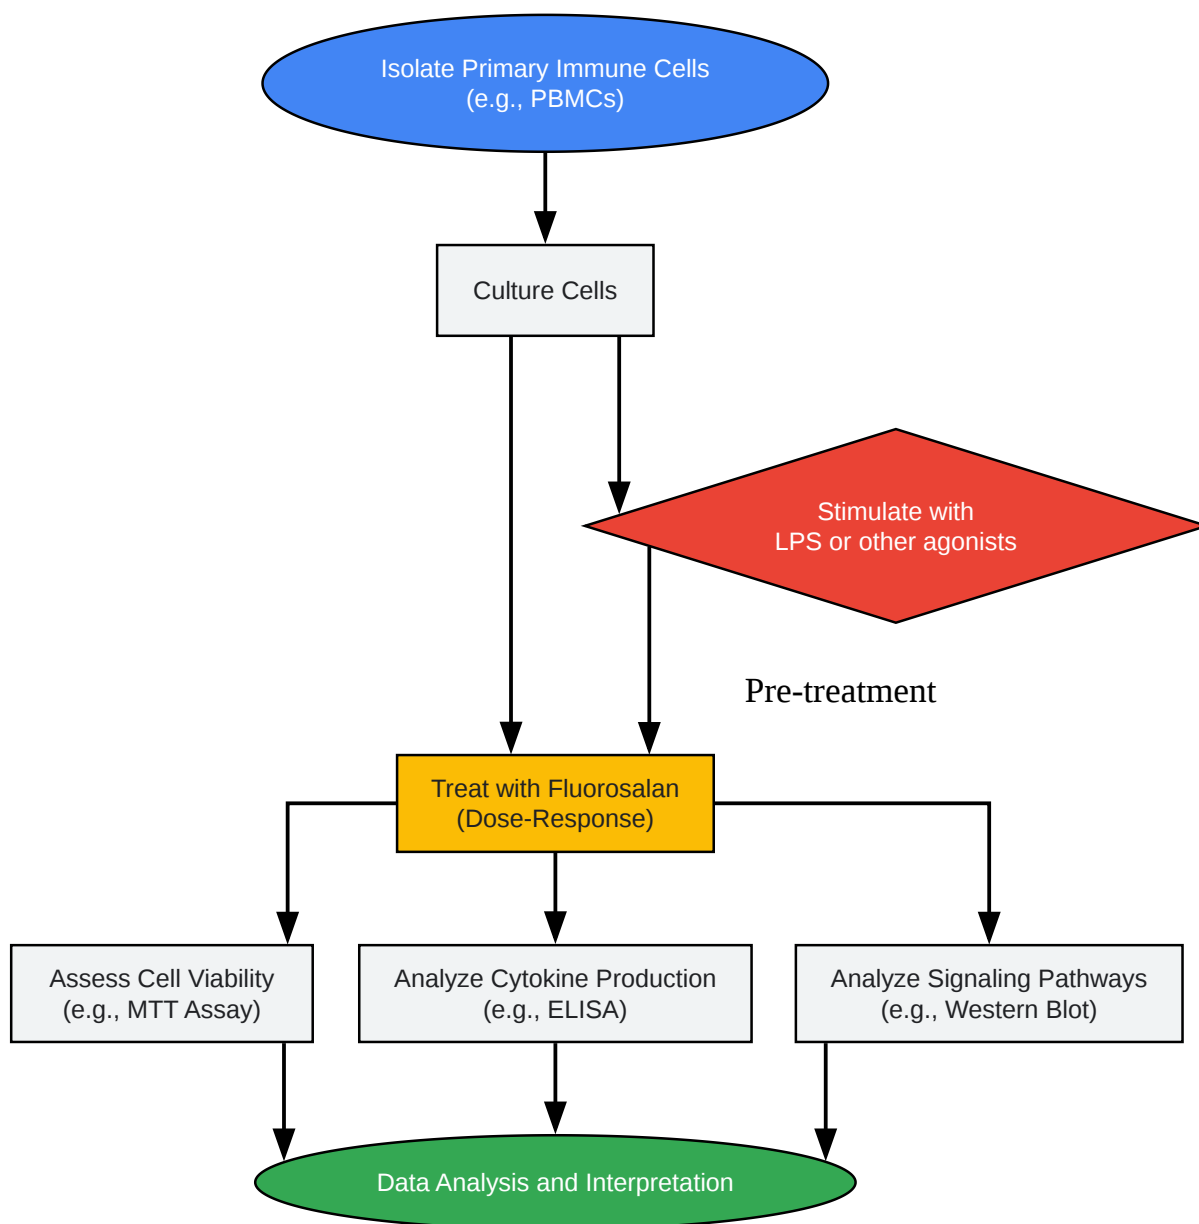 Isolate Primary Immune Cells
(e.g., PBMCs)
Culture Cells
Stimulate with
LPS or other agonists
Pre-treatment
Treat with Fluorosalan
(Dose-Response)
Assess Cell Viability
(e.g., MTT Assay)
Analyze Cytokine Production
(e.g., ELISA)
Analyze Signaling Pathways
(e.g., Western Blot)
Data Analysis and Interpretation